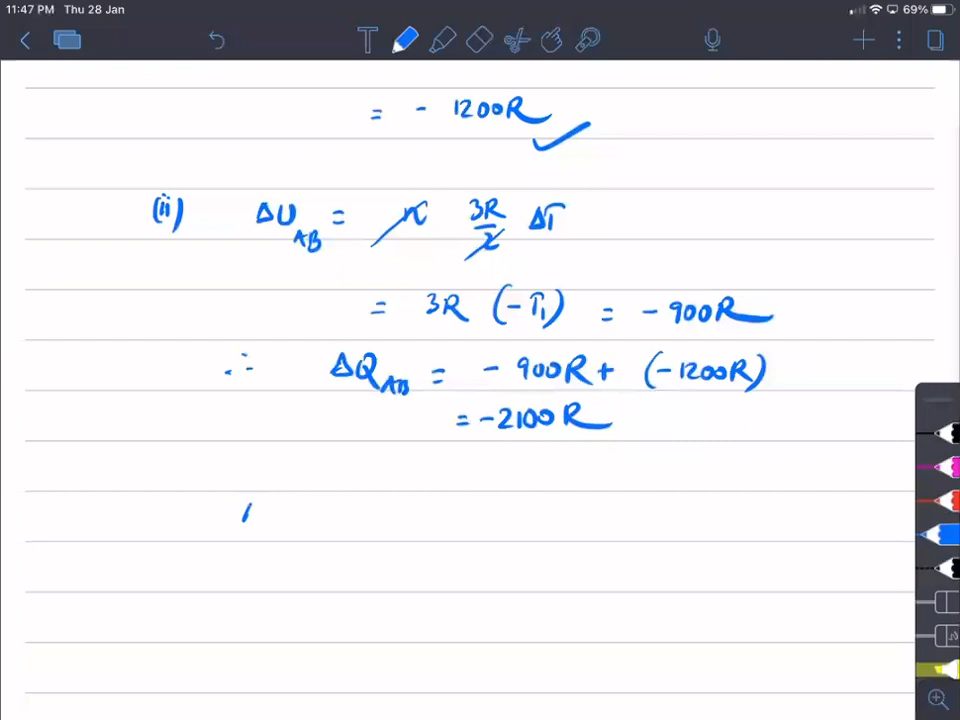 11:47 PM Thu 28 Jan 69%
T
= - 1200R
(ii) ΔU_AB = n 3R/2 ΔT
= 3R (-T₁) = - 900R
∴ ΔQ_AB = - 900R + (-1200R)
= -2100R